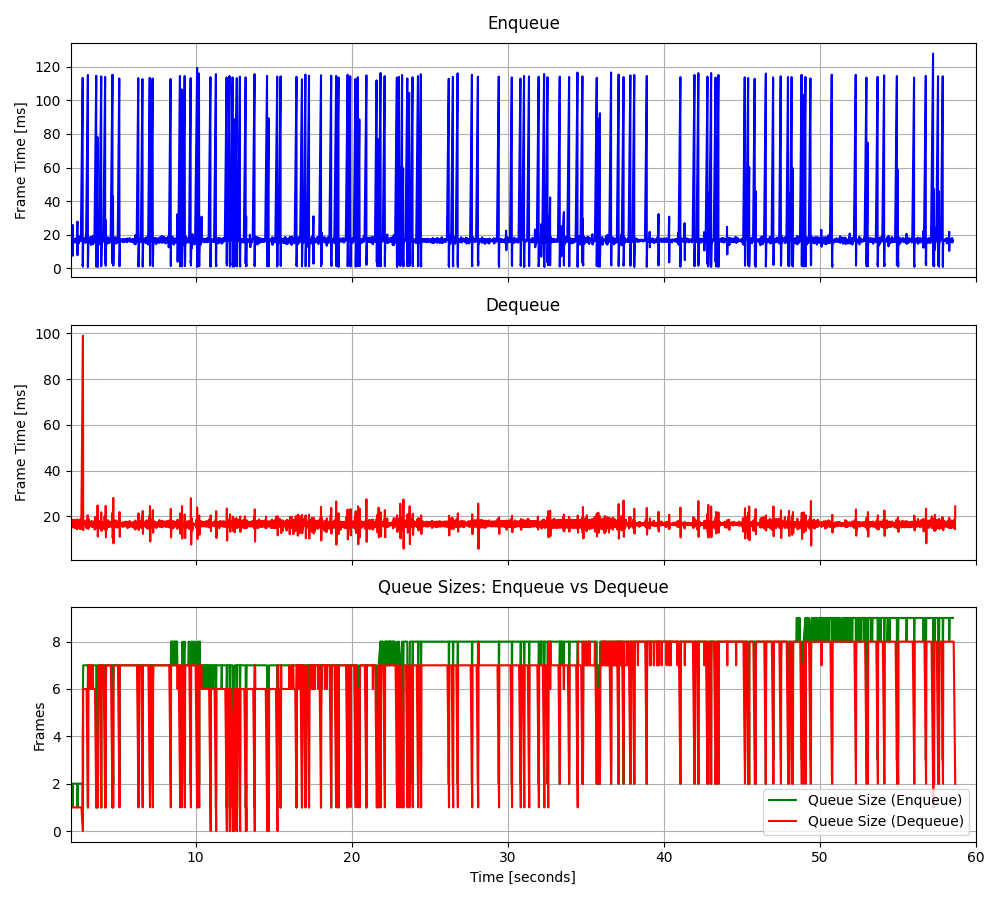 Enqueue
Frame Time [ms]
120
100
80
60
40
20
0
Dequeue
Frame Time [ms]
100
80
60
40
20
Queue Sizes: Enqueue vs Dequeue
Frames
8
6
4
2
0
Queue Size (Enqueue)
Queue Size (Dequeue)
10 20 30 40 50 60
Time [seconds]